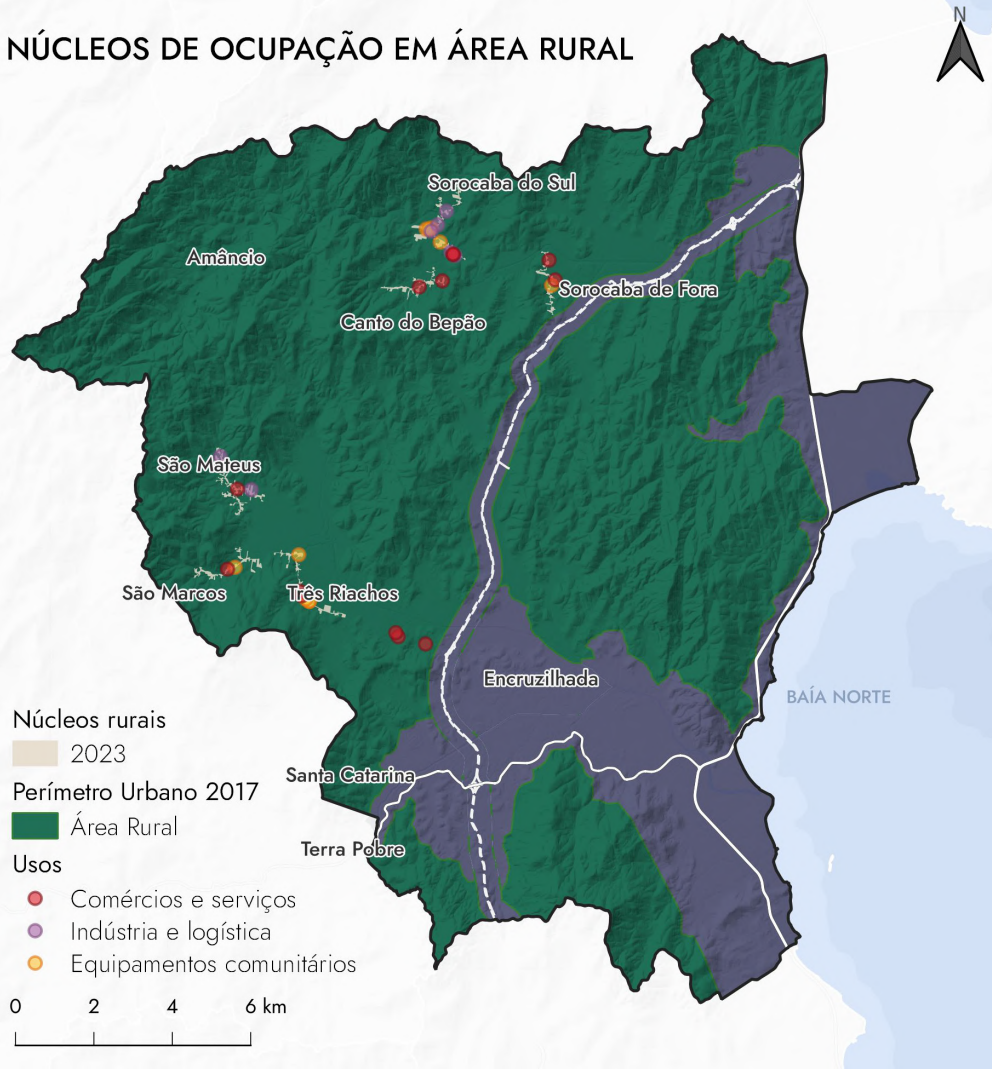 N
NÚCLEOS DE OCUPAÇÃO EM ÁREA RURAL
Sorocaba do Sul
Amâncio
Sorocaba de Fora
Canto do Bepão
São Mateus
São Marcos
Três Riachos
Encruzilhada
BAÍA NORTE
Santa Catarina
Terra Pobre
Núcleos rurais
2023
Perímetro Urbano 2017
Área Rural
Usos
Comércios e serviços
Indústria e logística
Equipamentos comunitários
0 2 4 6 km